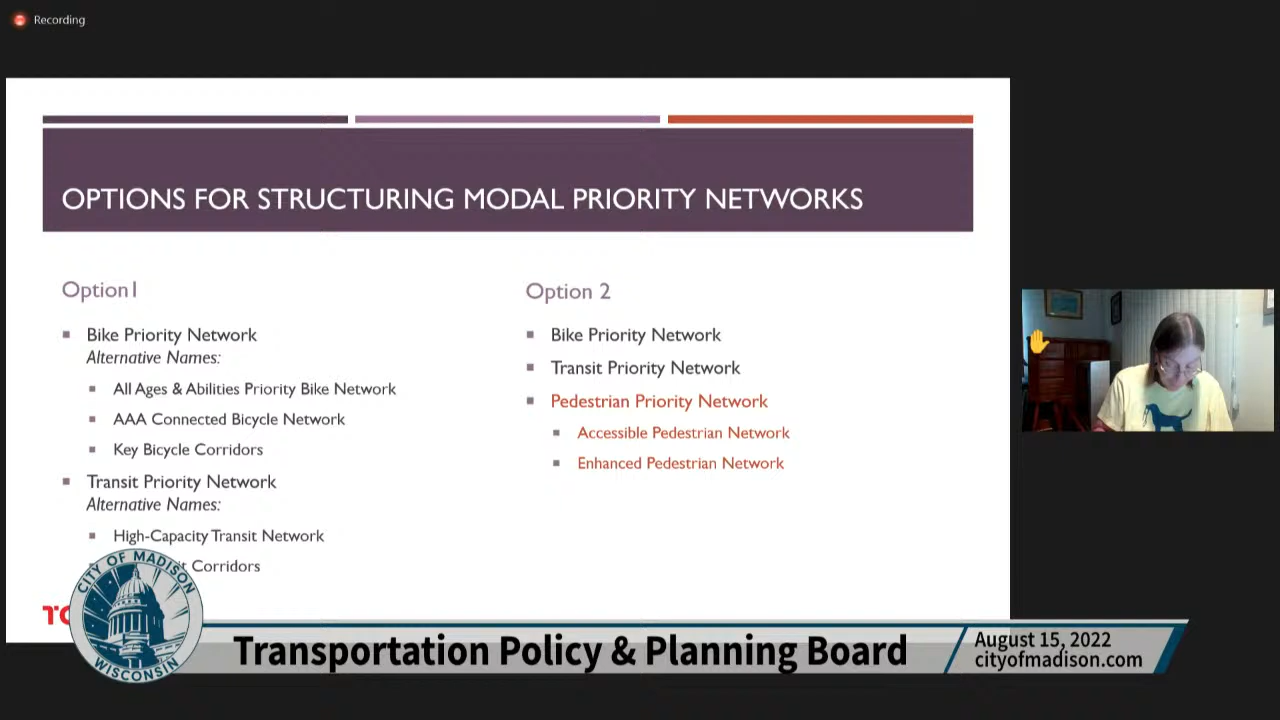 Recording
OPTIONS FOR STRUCTURING MODAL PRIORITY NETWORKS
Option1
Bike Priority Network
Alternative Names:
All Ages & Abilities Priority Bike Network
AAA Connected Bicycle Network
Key Bicycle Corridors
Transit Priority Network
Alternative Names:
High-Capacity Transit Network
Corridors
Option 2
Bike Priority Network
Transit Priority Network
Pedestrian Priority Network
Accessible Pedestrian Network
Enhanced Pedestrian Network
CITY OF MADISON
WISCONSIN
Transportation Policy & Planning Board
August 15, 2022
cityofmadison.com